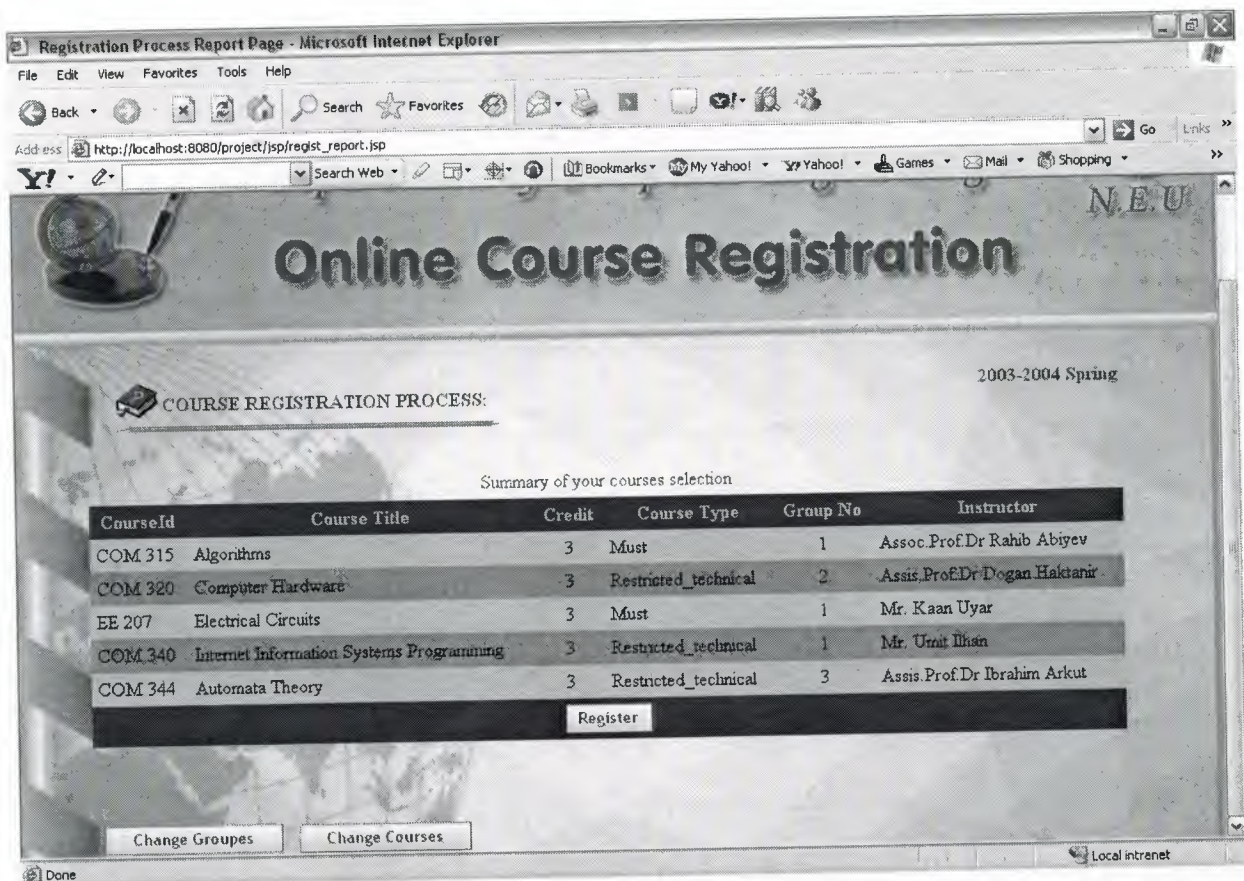 Registration Process Report Page - Microsoft Internet Explorer
File Edit View Favorites Tools Help
Back Search Favorites
Address http://localhost:8080/project/jsp/regist_report.jsp Go Links »
Y! Search Web Bookmarks My Yahoo! Yahoo! Games Mail Shopping »
N.E.U
Online Course Registration
2003-2004 Spring
COURSE REGISTRATION PROCESS:
Summary of your courses selection
CourseId Course Title Credit Course Type Group No Instructor
COM 315 Algorithms 3 Must 1 Assoc.Prof.Dr Rahib Abiyev
COM 320 Computer Hardware 3 Restricted_technical 2 Assis.Prof.Dr Dogan Haktanir
EE 207 Electrical Circuits 3 Must 1 Mr. Kaan Uyar
COM 340 Internet Information Systems Programming 3 Restricted_technical 1 Mr. Umit Ilhan
COM 344 Automata Theory 3 Restricted_technical 3 Assis.Prof.Dr Ibrahim Arkut
Register
Change Groupes Change Courses
Done Local intranet